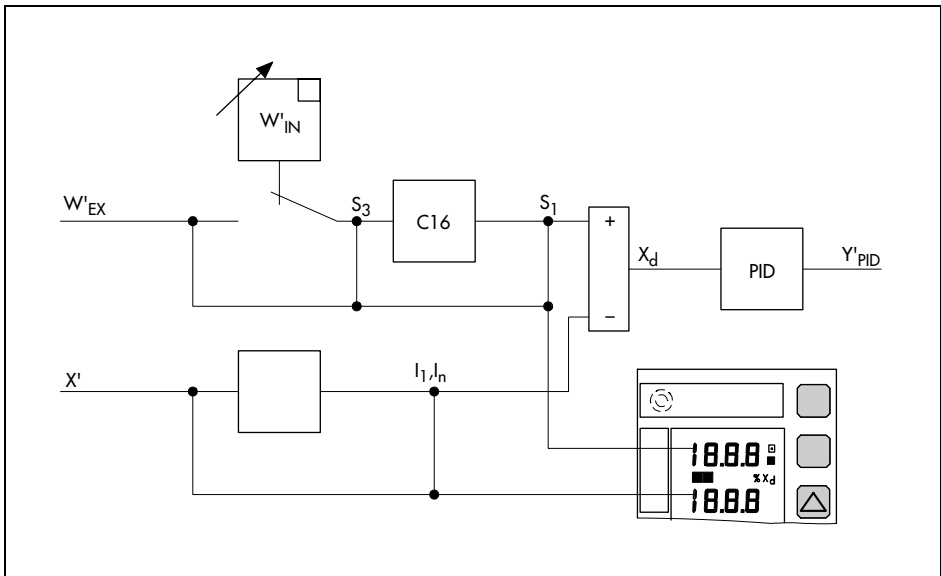 W'IN
W'EX
S3
C16
S1
+
Xd
PID
Y'PID
−
X'
I1,In
18.8.8
% Xd
18.8.8